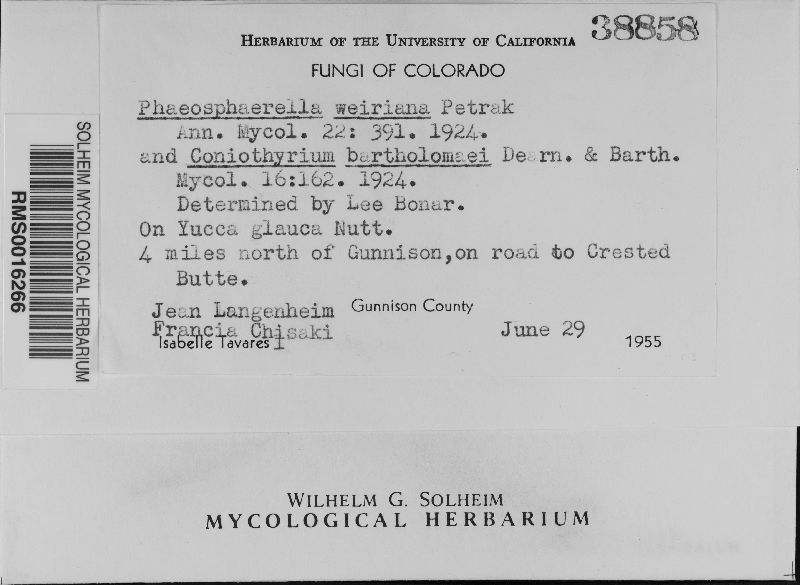 38858
HERBARIUM OF THE UNIVERSITY OF CALIFORNIA
FUNGI OF COLORADO
Phaeosphaerella weiriana Petrak
Ann. Mycol. 22: 391. 1924.
and Coniothyrium bartholomaei Dearn. & Barth.
Mycol. 16:162. 1924.
Determined by Lee Bonar.
On Yucca glauca Nutt.
4 miles north of Gunnison, on road to Crested
Butte.
Jean Langenheim Gunnison County
Francia Chisaki June 29
Isabelle Tavares 1955
SOLHEIM MYCOLOGICAL HERBARIUM
RMS0016266
WILHELM G. SOLHEIM
MYCOLOGICAL HERBARIUM